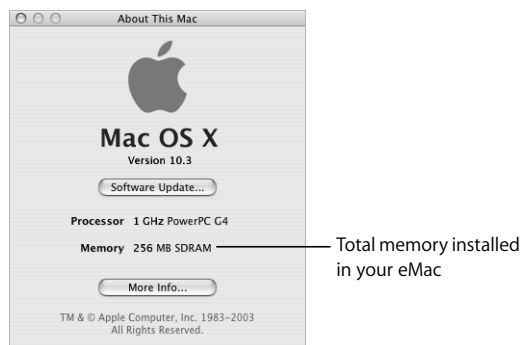 About This Mac
Mac OS X
Version 10.3
Software Update...
Processor 1 GHz PowerPC G4
Memory 256 MB SDRAM
Total memory installed
in your eMac
More Info...
TM & © Apple Computer, Inc. 1983–2003
All Rights Reserved.